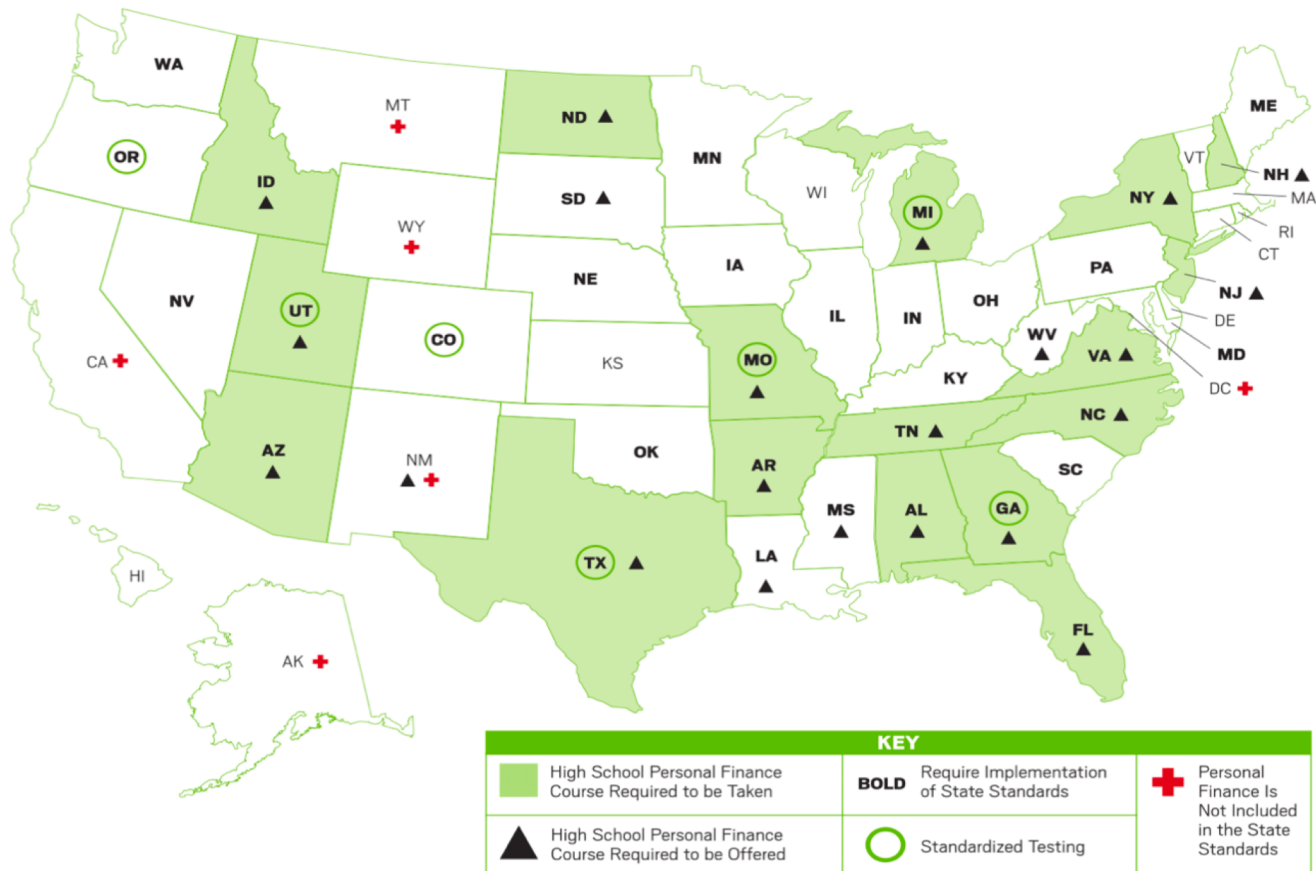 WA
MT
ND
MN
ME
OR
ID
SD
WI
MI
VT
NH
NY
MA
RI
CT
WY
IA
PA
NE
NV
UT
CO
IL
IN
OH
NJ
DE
WV
MD
CA
KS
MO
VA
DC
KY
NC
AZ
NM
OK
TN
AR
SC
MS
AL
GA
TX
LA
HI
FL
AK
KEY
High School Personal Finance
Course Required to be Taken
High School Personal Finance
Course Required to be Offered
BOLD
Require Implementation
of State Standards
Standardized Testing
Personal
Finance Is
Not Included
in the State
Standards